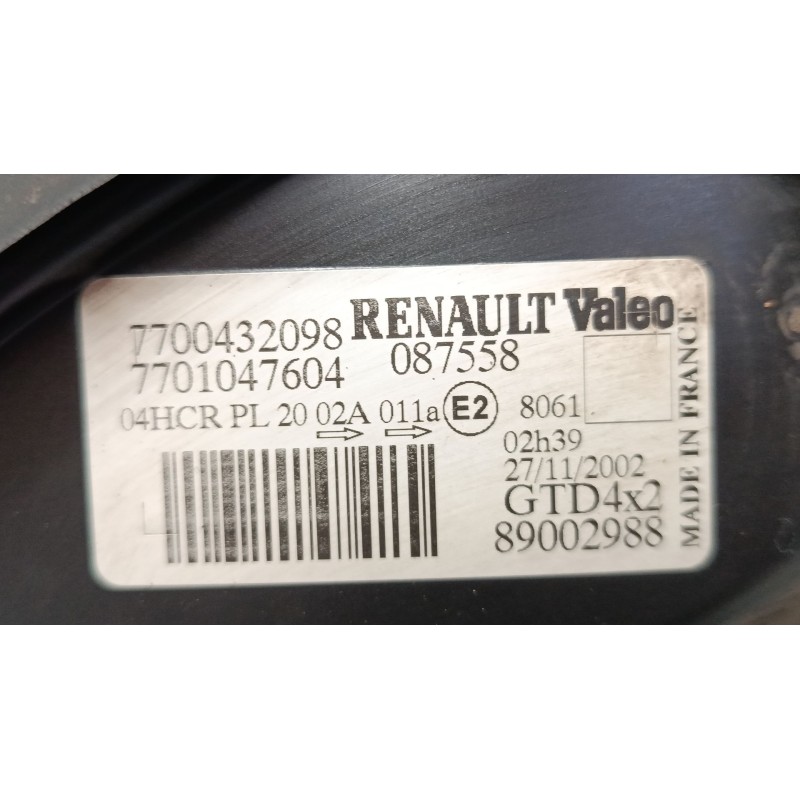 7700432098 RENAULT Valeo
7701047604 087558
04HCR PL 20 02A 011a E2 8061
02h39
27/11/2002
GTD4x2
89002988
MADE IN FRANCE